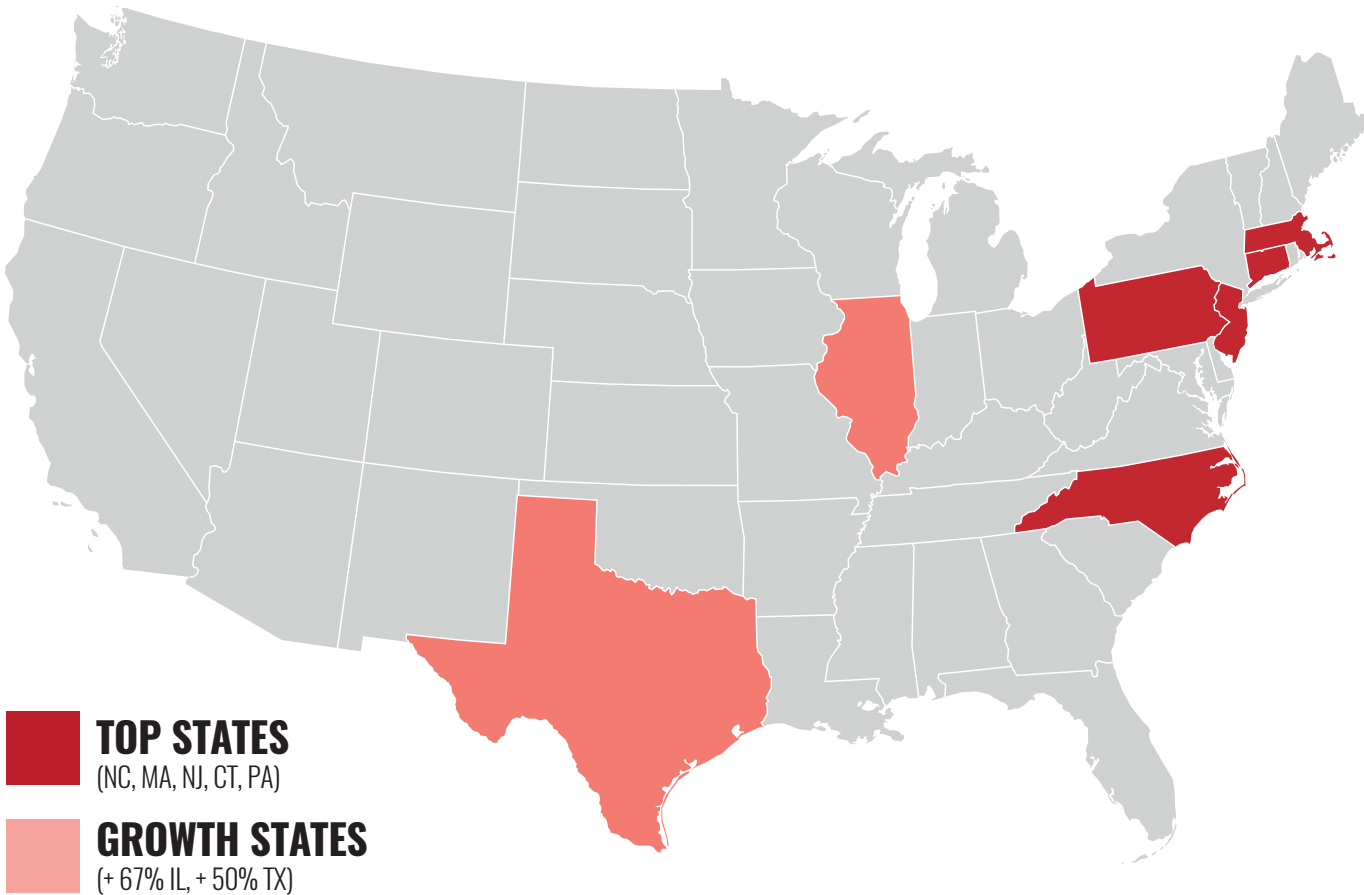 TOP STATES
(NC, MA, NJ, CT, PA)
GROWTH STATES
(+ 67% IL, + 50% TX)